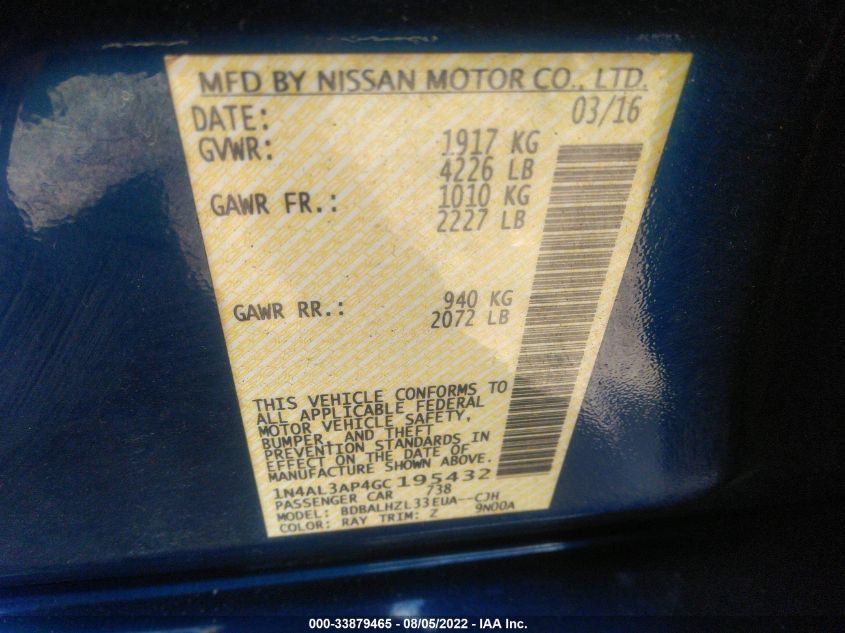 MFD BY NISSAN MOTOR CO., LTD.
DATE: 03/16
GVWR: 1917 KG
4226 LB
GAWR FR.: 1010 KG
2227 LB
GAWR RR.: 940 KG
2072 LB
THIS VEHICLE CONFORMS TO
ALL APPLICABLE FEDERAL
MOTOR VEHICLE SAFETY,
BUMPER, AND THEFT
PREVENTION STANDARDS IN
EFFECT ON THE DATE OF
MANUFACTURE SHOWN ABOVE.
1N4AL3AP4GC195432
PASSENGER CAR 738
MODEL: BDBALHZL33EUA--CJH
COLOR: RAY TRIM: Z 9N00A
000-33879465 - 08/05/2022 - IAA Inc.